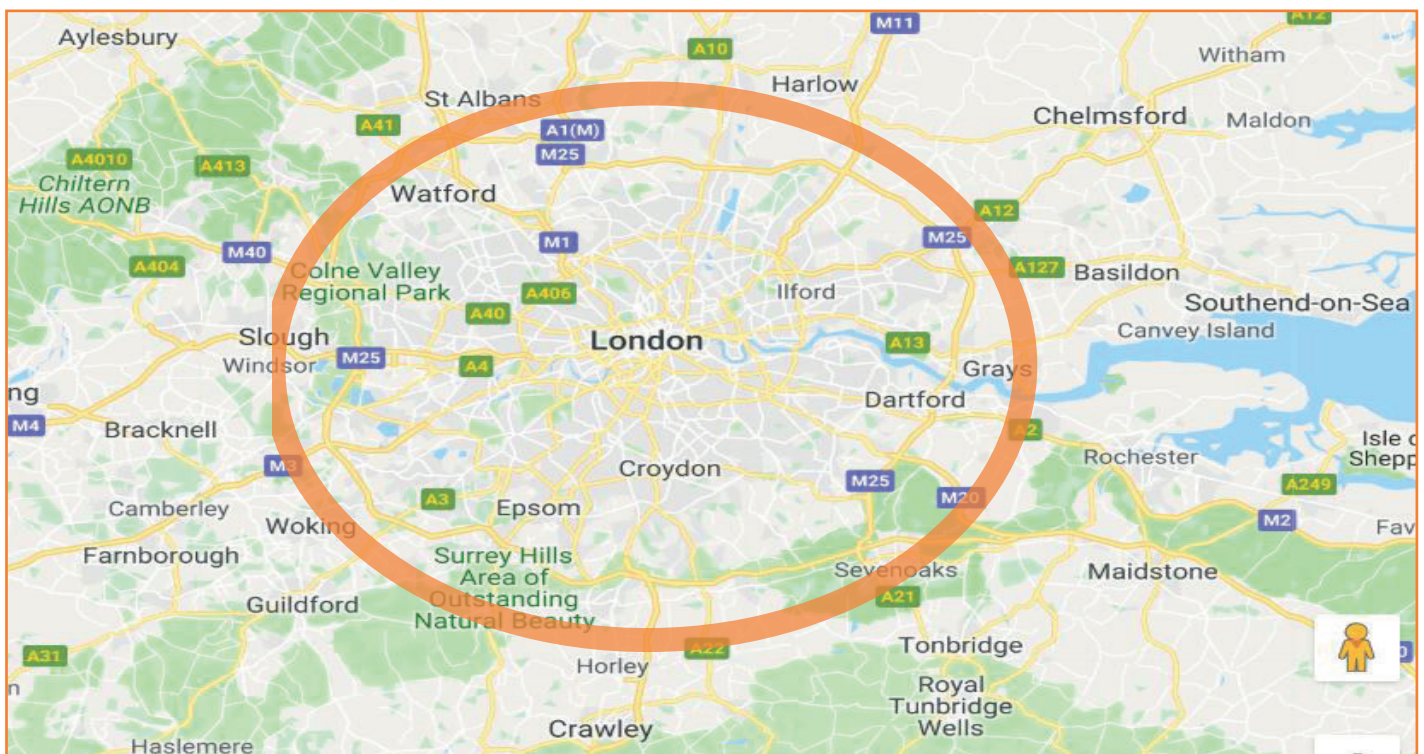 M11
A12
Aylesbury
A10
Witham
Harlow
St Albans
Chelmsford
Maldon
A41
A1(M)
M25
A4010
A413
Chiltern
Hills AONB
Watford
A12
M25
M1
M40
A404
Colne Valley
Regional Park
A127
Basildon
A406
Ilford
Southend-on-Sea
A40
Slough
London
Canvey Island
A13
Windsor
M25
A4
Grays
ng
Dartford
M4
Bracknell
A2
Isle
Rochester
M3
Croydon
M25
A249
A3
M20
Camberley
Epsom
Woking
M2
Fav
Farnborough
Surrey Hills
Area of
Outstanding
Natural Beauty
Sevenoaks
Maidstone
Guildford
A21
A31
A22
Tonbridge
0
Horley
n
Royal
Tunbridge
Wells
Crawley
Haslemere